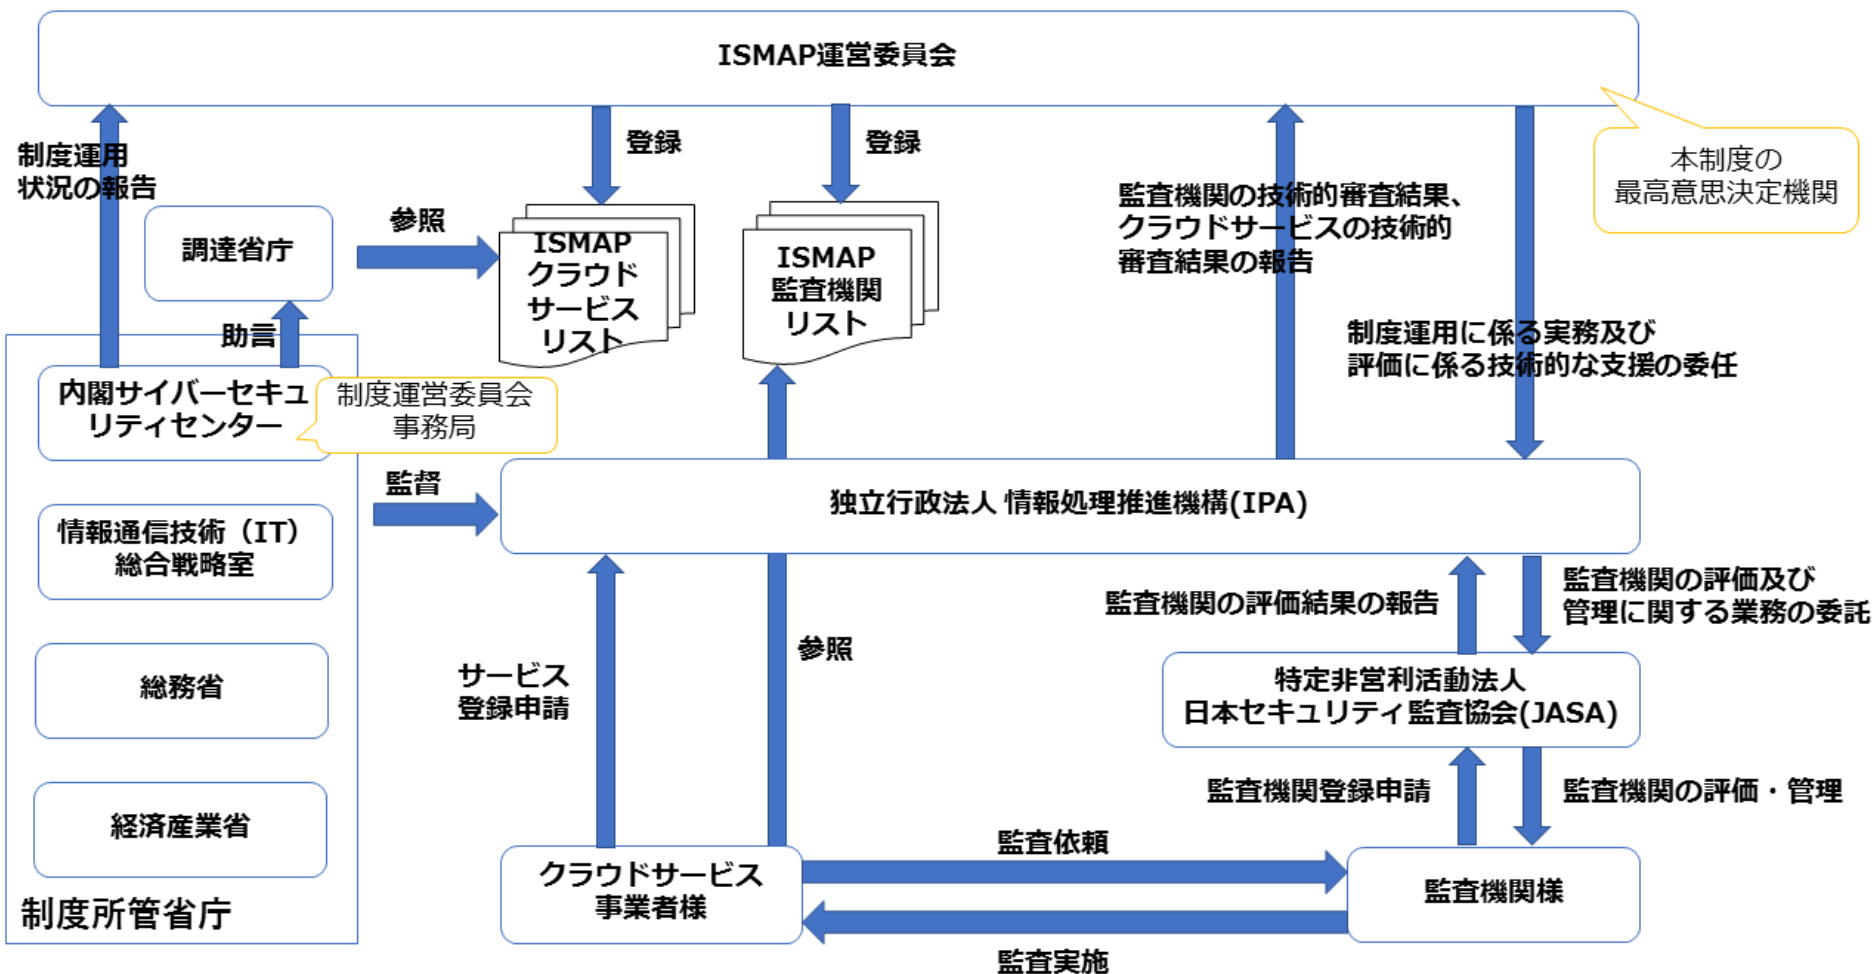 ISMAP運営委員会
制度運用
状況の報告
登録
登録
本制度の
最高意思決定機関
監査機関の技術的審査結果、
クラウドサービスの技術的
審査結果の報告
調達省庁
参照
ISMAP
クラウド
サービス
リスト
ISMAP
監査機関
リスト
助言
制度運用に係る実務及び
評価に係る技術的な支援の委任
内閣サイバーセキュ
リティセンター
制度運営委員会
事務局
監督
独立行政法人 情報処理推進機構(IPA)
情報通信技術（IT）
総合戦略室
監査機関の評価結果の報告
監査機関の評価及び
管理に関する業務の委託
参照
サービス
登録申請
総務省
特定非営利活動法人
日本セキュリティ監査協会(JASA)
監査機関登録申請
監査機関の評価・管理
経済産業省
監査依頼
クラウドサービス
事業者様
監査機関様
制度所管省庁
監査実施